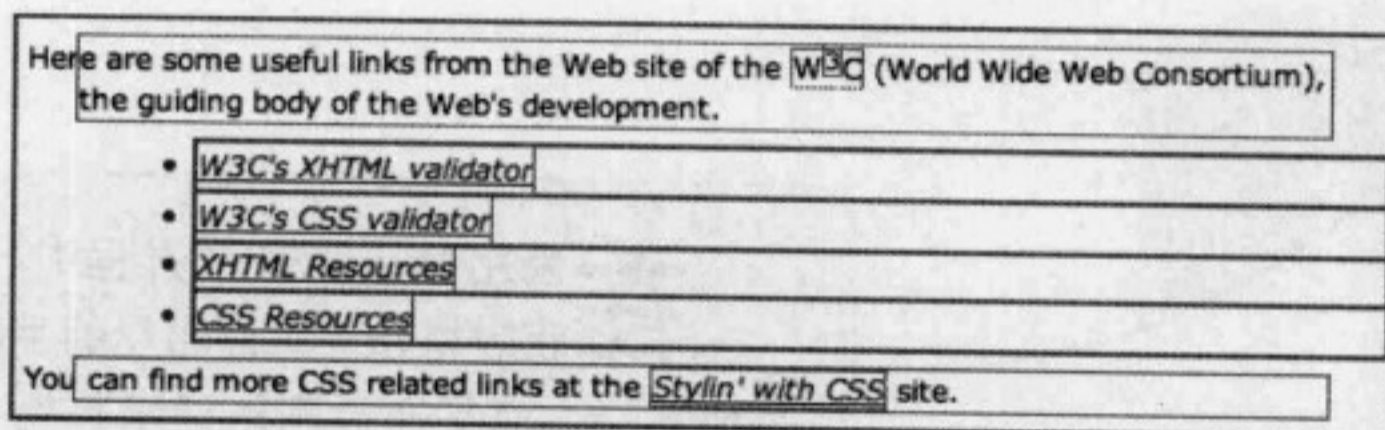 Here are some useful links from the Web site of the W3C (World Wide Web Consortium),
the guiding body of the Web's development.
• W3C's XHTML validator
• W3C's CSS validator
• XHTML Resources
• CSS Resources
You can find more CSS related links at the Stylin' with CSS site.